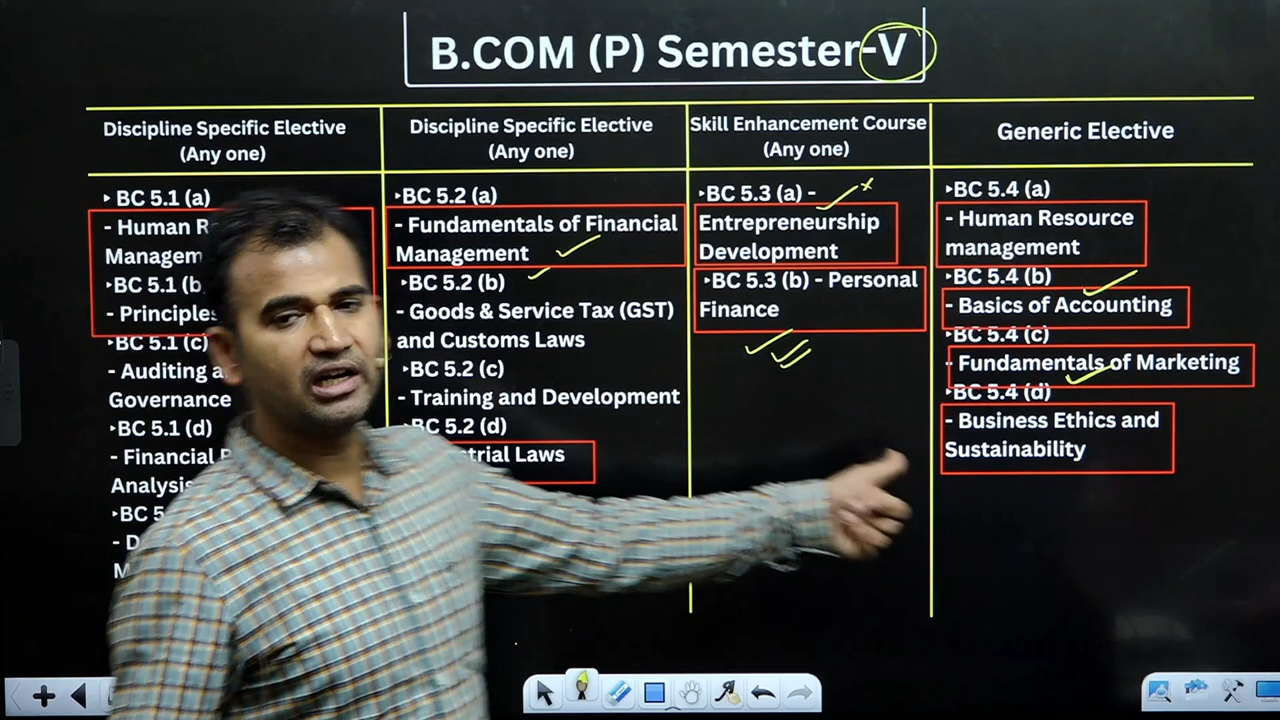 B.COM (P) Semester-V
Discipline Specific Elective
(Any one)
‣ BC 5.1 (a)
- Human
Managem
‣BC 5.1 (b
- Principles
‣BC 5.1 (c)
- Auditing
Governance
‣BC 5.1 (d)
- Financial
Analysis
‣BC 5
Discipline Specific Elective
(Any one)
‣BC 5.2 (a)
- Fundamentals of Financial
Management
‣BC 5.2 (b)
- Goods & Service Tax (GST)
and Customs Laws
‣BC 5.2 (c)
- Training and Development
‣BC 5.2 (d)
strial Laws
Skill Enhancement Course
(Any one)
‣BC 5.3 (a) -
Entrepreneurship
Development
‣BC 5.3 (b) - Personal
Finance
Generic Elective
‣BC 5.4 (a)
- Human Resource
management
‣BC 5.4 (b)
- Basics of Accounting
‣BC 5.4 (c)
- Fundamentals of Marketing
‣BC 5.4 (d)
- Business Ethics and
Sustainability